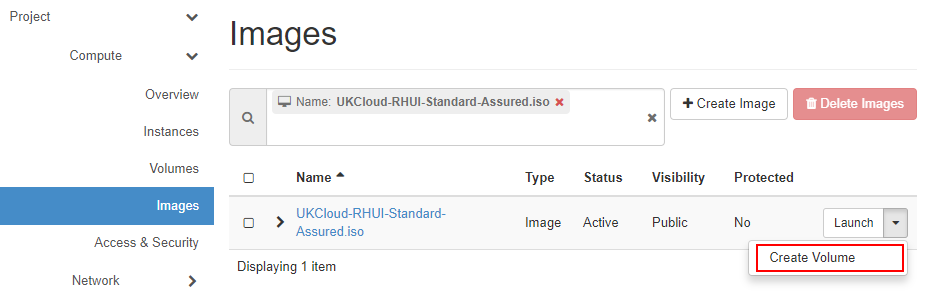 Project
Compute
Overview
Instances
Volumes
Images
Access & Security
Network
Images
Name: UKCloud-RHUI-Standard-Assured.iso ×
×
+ Create Image
Delete Images
Name Type Status Visibility Protected
UKCloud-RHUI-Standard-
Assured.iso
Image Active Public No Launch
Create Volume
Displaying 1 item